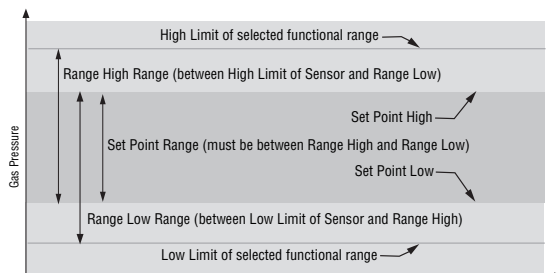 High Limit of selected functional range
Range High Range (between High Limit of Sensor and Range Low)
Set Point High
Set Point Range (must be between Range High and Range Low)
Set Point Low
Range Low Range (between Low Limit of Sensor and Range High)
Low Limit of selected functional range
Gas Pressure